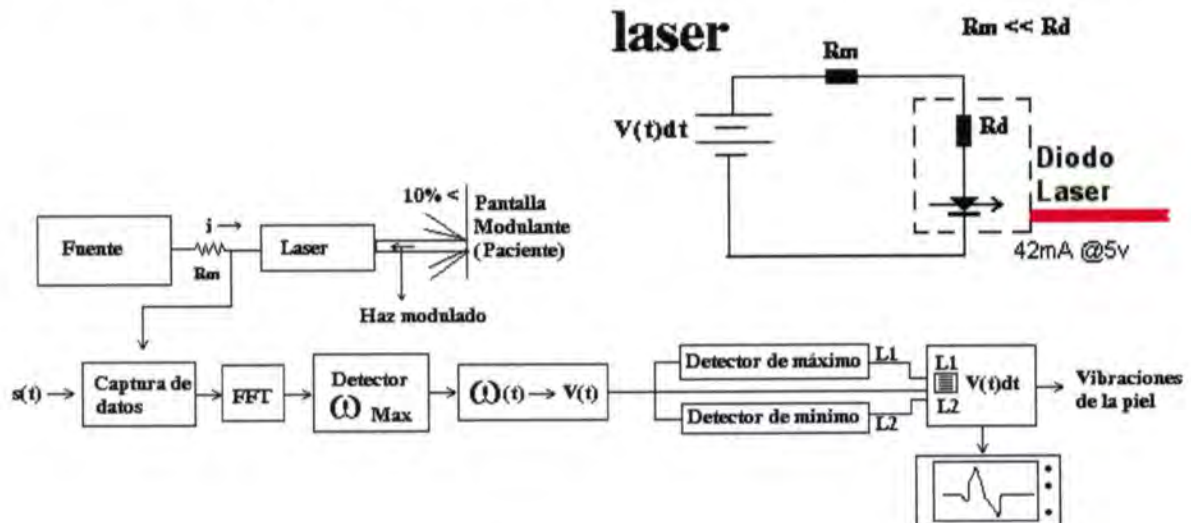 laser
Rm << Rd
Rm
V(t)dt
Rd
Diodo
Laser
42mA @5v
10% <
Pantalla
Modulante
(Paciente)
i →
Fuente
Rm
Laser
Haz modulado
s(t) →
Captura de
datos
FFT
Detector
ω Max
ω(t) → V(t)
Detector de máximo
L1
Detector de minimo
L2
L1
V(t)dt
L2
Vibraciones
de la piel